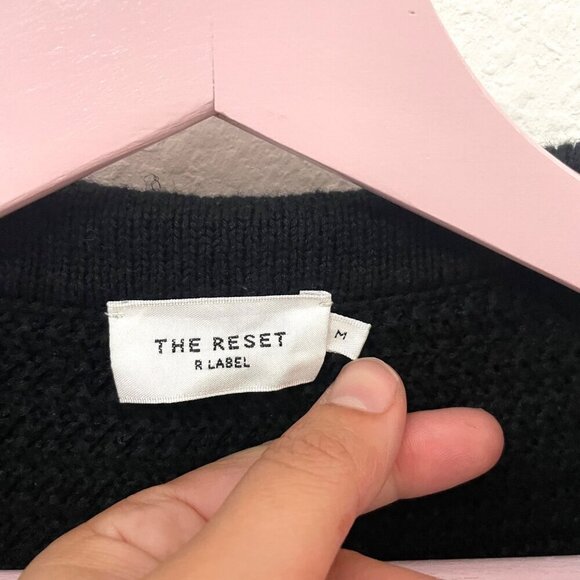 THE RESET
R LABEL
M